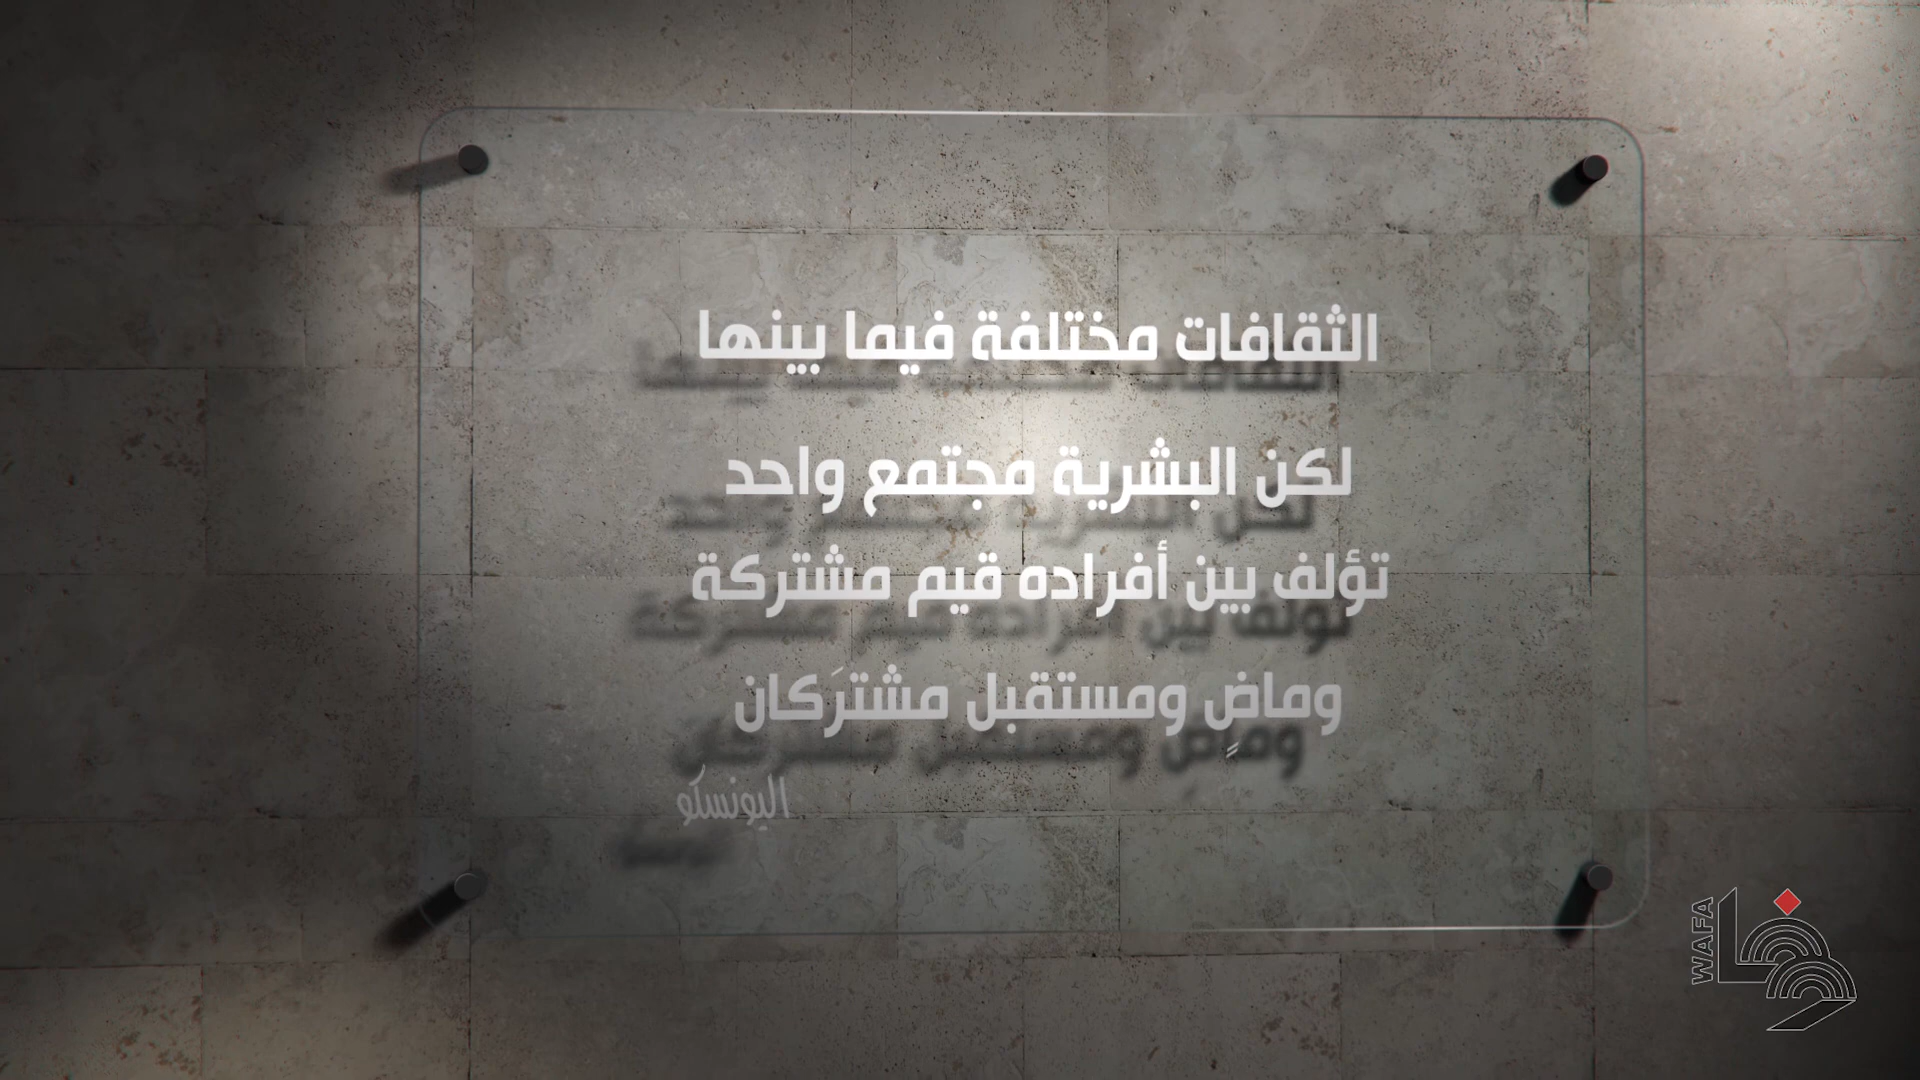 الثقافات مختلفة فيما بينها
لكن البشرية مجتمع واحد
تؤلف بين أفراده قيم مشتركة
وماضٍ ومستقبل مشترَكان
اليونسكو
WAFA
وفا